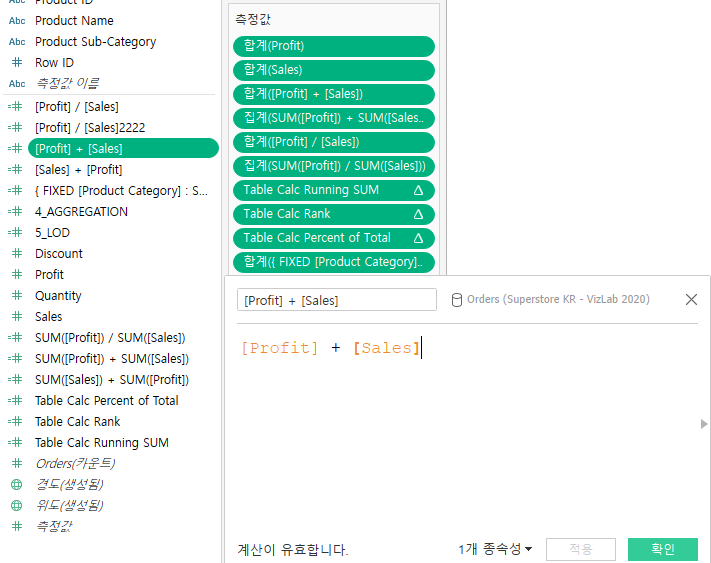 Abc Product ID
Abc Product Name
Abc Product Sub-Category
Row ID
Abc 측정값 이름
[Profit] / [Sales]
[Profit] / [Sales]2222
[Profit] + [Sales]
[Sales] + [Profit]
{ FIXED [Product Category] : S...
4_AGGREGATION
5_LOD
Discount
Profit
Quantity
Sales
SUM([Profit]) / SUM([Sales])
SUM([Profit]) + SUM([Sales])
SUM([Sales]) + SUM([Profit])
Table Calc Percent of Total
Table Calc Rank
Table Calc Running SUM
Orders(카운트)
경도(생성됨)
위도(생성됨)
측정값
측정값
합계(Profit)
합계(Sales)
합계([Profit] + [Sales])
집계(SUM([Profit]) + SUM([Sales..
합계([Profit] / [Sales])
집계(SUM([Profit]) / SUM([Sales]))
Table Calc Running SUM
Table Calc Rank
Table Calc Percent of Total
합계({ FIXED [Product Category]..
[Profit] + [Sales]
Orders (Superstore KR - VizLab 2020)
[Profit] + [Sales]
계산이 유효합니다.
1개 종속성
적용
확인